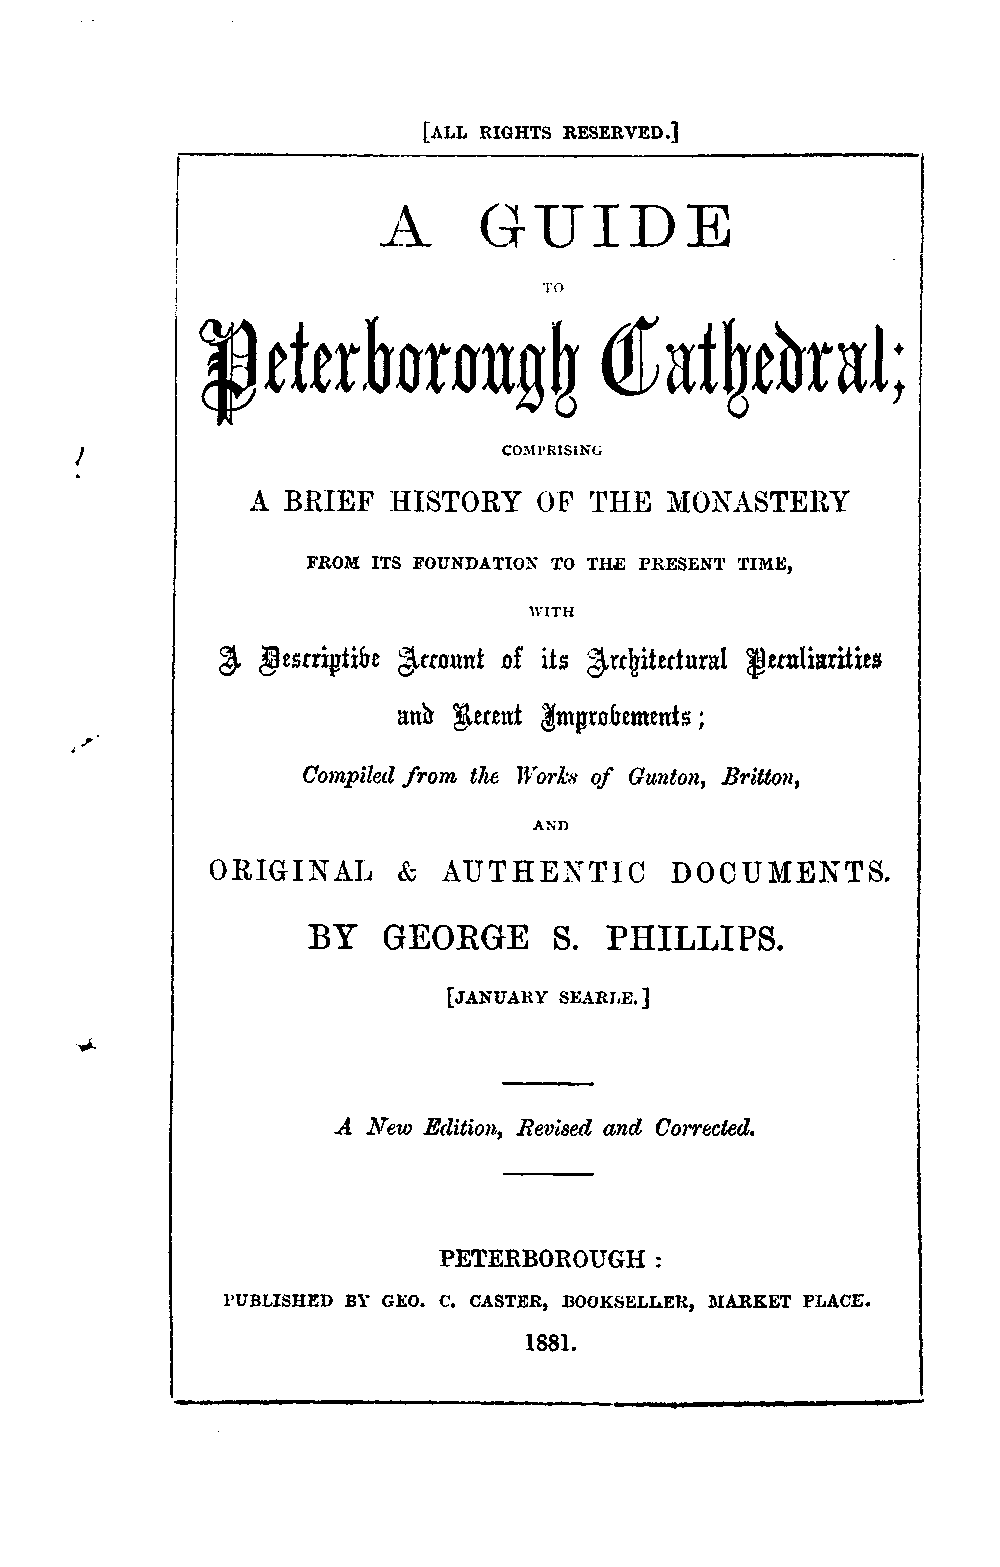 [ALL RIGHTS RESERVED.]
A GUIDE
TO
Peterborough Cathedral;
COMPRISING
A BRIEF HISTORY OF THE MONASTERY
FROM ITS FOUNDATION TO THE PRESENT TIME,
WITH
A Descriptive Account of its Architectural Peculiarities
and Recent Improvements;
Compiled from the Works of Gunton, Britton,
AND
ORIGINAL & AUTHENTIC DOCUMENTS.
BY GEORGE S. PHILLIPS.
[JANUARY SEARLE.]
A New Edition, Revised and Corrected.
PETERBOROUGH:
PUBLISHED BY GEO. C. CASTER, BOOKSELLER, MARKET PLACE.
1881.